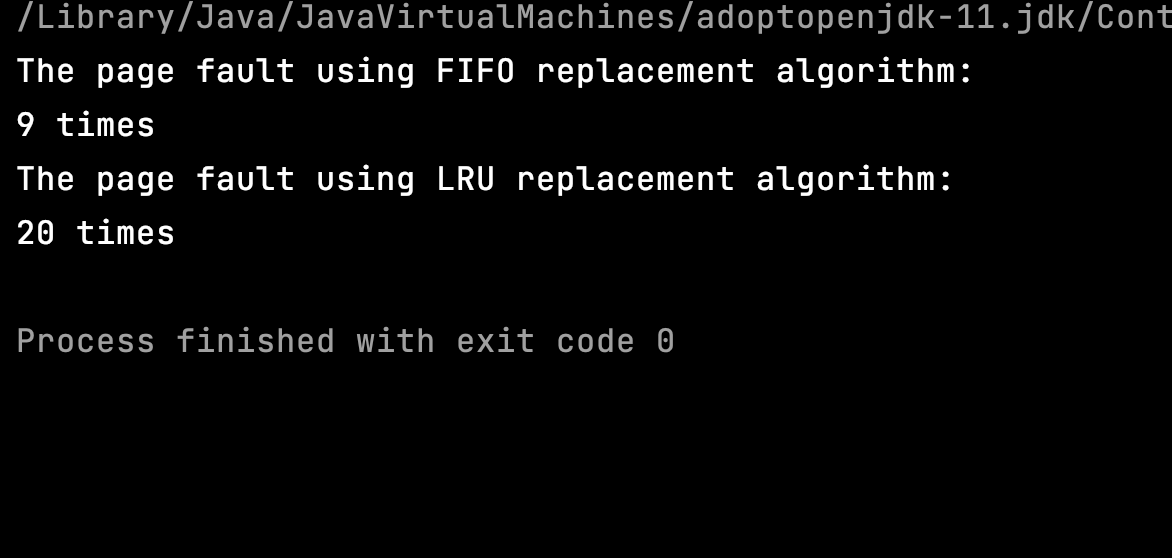 /Library/Java/JavaVirtualMachines/adoptopenjdk-11.jdk/Cont
The page fault using FIFO replacement algorithm:
9 times
The page fault using LRU replacement algorithm:
20 times
Process finished with exit code 0